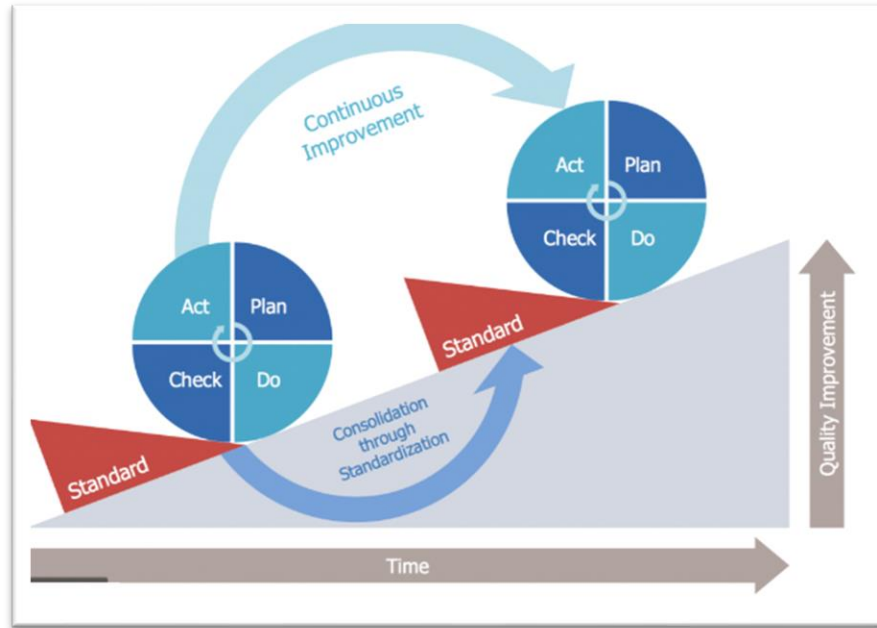 Continuous
Improvement
Act
Plan
Check
Do
Standard
Act
Plan
Check
Do
Standard
Consolidation
through
Standardization
Quality Improvement
Time